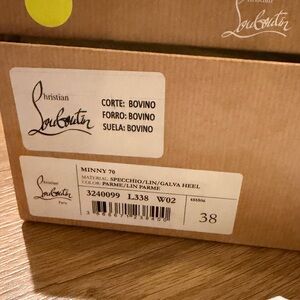 Christian
Louboutin
Christian
Louboutin
CORTE: BOVINO
FORRO: BOVINO
SUELA: BOVINO
Christian
Louboutin
Paris
MINNY 70
MATERIAL: SPECCHIO/LIN/GALVA HEEL
COLOR: PARME/LIN PARME
3240099 L338 W02
38